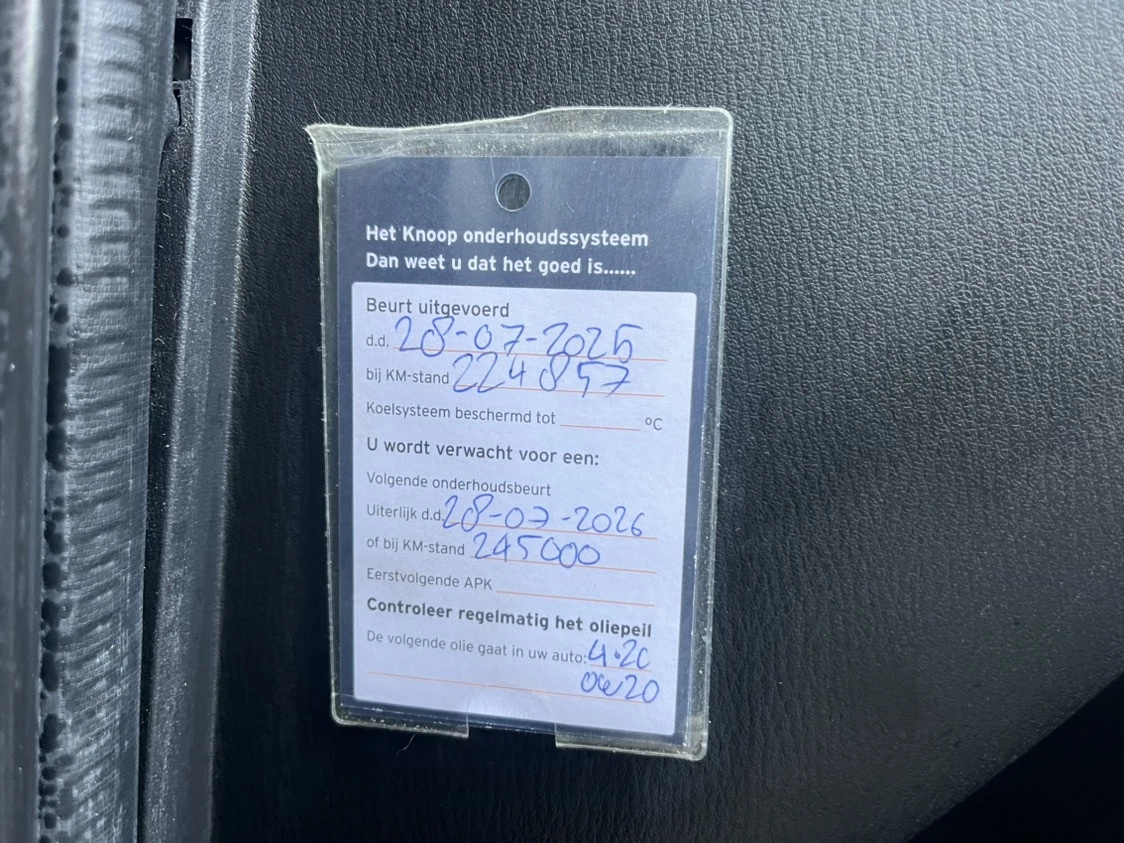 Het Knoop onderhoudssysteem
Dan weet u dat het goed is......
Beurt uitgevoerd
d.d. 28-07-2025
bij KM-stand 224857
Koelsysteem beschermd tot ºC
U wordt verwacht voor een:
Volgende onderhoudsbeurt
Uiterlijk d.d. 28-07-2026
of bij KM-stand 245000
Eerstvolgende APK
Controleer regelmatig het oliepeil
De volgende olie gaat in uw auto: 4.2L
0w20